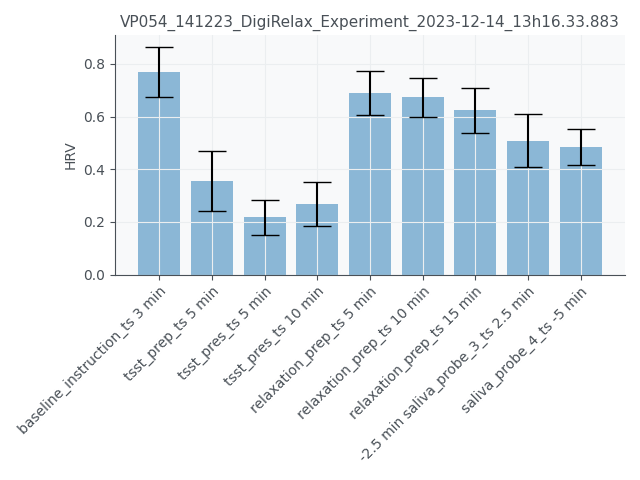 VP054_141223_DigiRelax_Experiment_2023-12-14_13h16.33.883
HRV
0.8
0.6
0.4
0.2
0.0
baseline_instruction_ts 3 min
tsst_prep_ts 5 min
tsst_pres_ts 5 min
tsst_pres_ts 10 min
relaxation_prep_ts 5 min
relaxation_prep_ts 10 min
relaxation_prep_ts 15 min
-2.5 min saliva_probe_3_ts 2.5 min
saliva_probe_4_ts -5 min